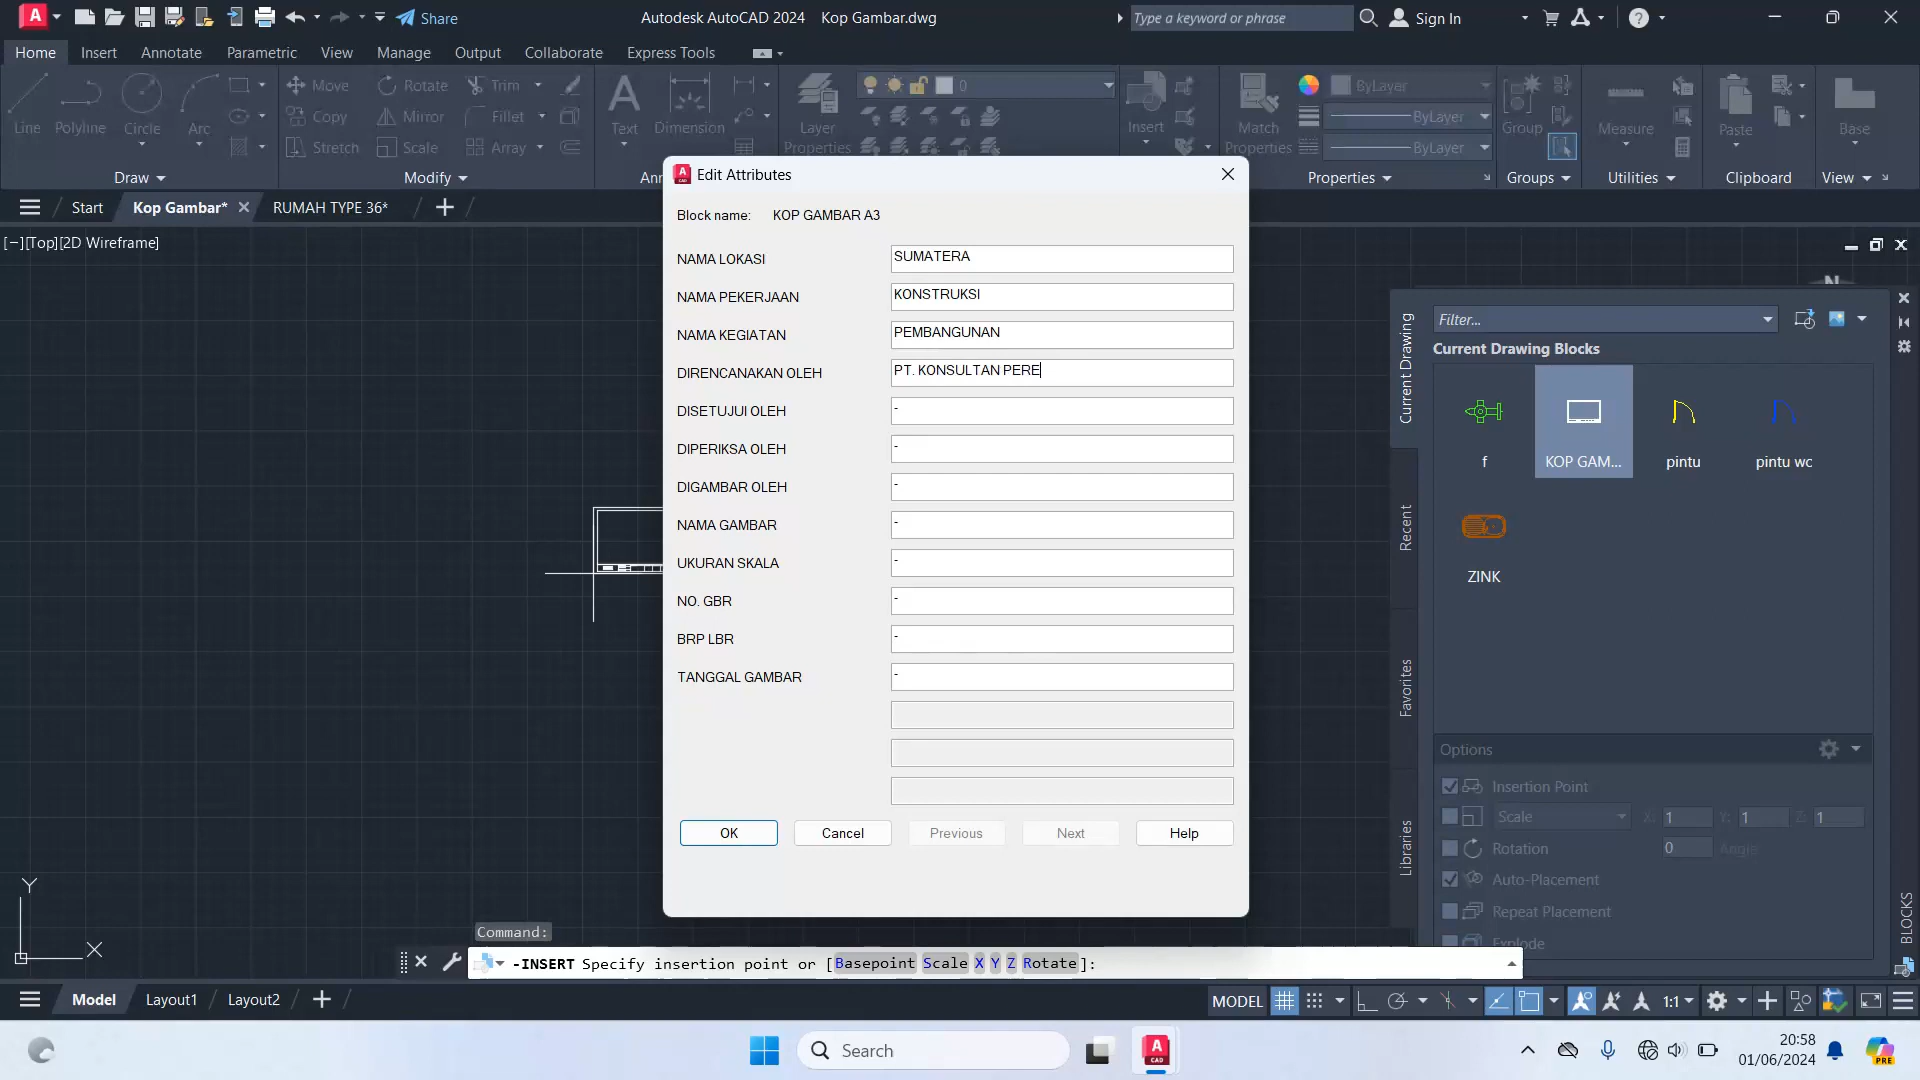 Share
Autodesk AutoCAD 2024 Kop Gambar.dwg
Type a keyword or phrase
Sign In
Home Insert Annotate Parametric View Manage Output Collaborate Express Tools
Line Polyline Circle Arc
Move Rotate Trim
Copy Mirror Fillet
Stretch Scale Array
Text Dimension
Layer
Properties
0
Insert
Match
Properties
ByLayer
ByLayer
ByLayer
Group
Measure
Paste
Base
Draw Modify Properties Groups Utilities Clipboard View
Start Kop Gambar* RUMAH TYPE 36*
[−][Top][2D Wireframe]
Edit Attributes
Block name: KOP GAMBAR A3
NAMA LOKASI SUMATERA
NAMA PEKERJAAN KONSTRUKSI
NAMA KEGIATAN PEMBANGUNAN
DIRENCANAKAN OLEH PT. KONSULTAN PERE
DISETUJUI OLEH -
DIPERIKSA OLEH -
DIGAMBAR OLEH -
NAMA GAMBAR -
UKURAN SKALA -
NO. GBR -
BRP LBR -
TANGGAL GAMBAR -
OK Cancel Previous Next Help
Current Drawing
Recent
Favorites
Libraries
Filter...
Current Drawing Blocks
f KOP GAM... pintu pintu wc
ZINK
Options
Insertion Point
Scale X: 1 Y: 1 Z: 1
Rotation 0 Angle
Auto-Placement
Repeat Placement
Explode
BLOCKS
Y
X
Command:
-INSERT Specify insertion point or [Basepoint Scale X Y Z Rotate]:
Model Layout1 Layout2
MODEL 1:1
Search
20:58
01/06/2024